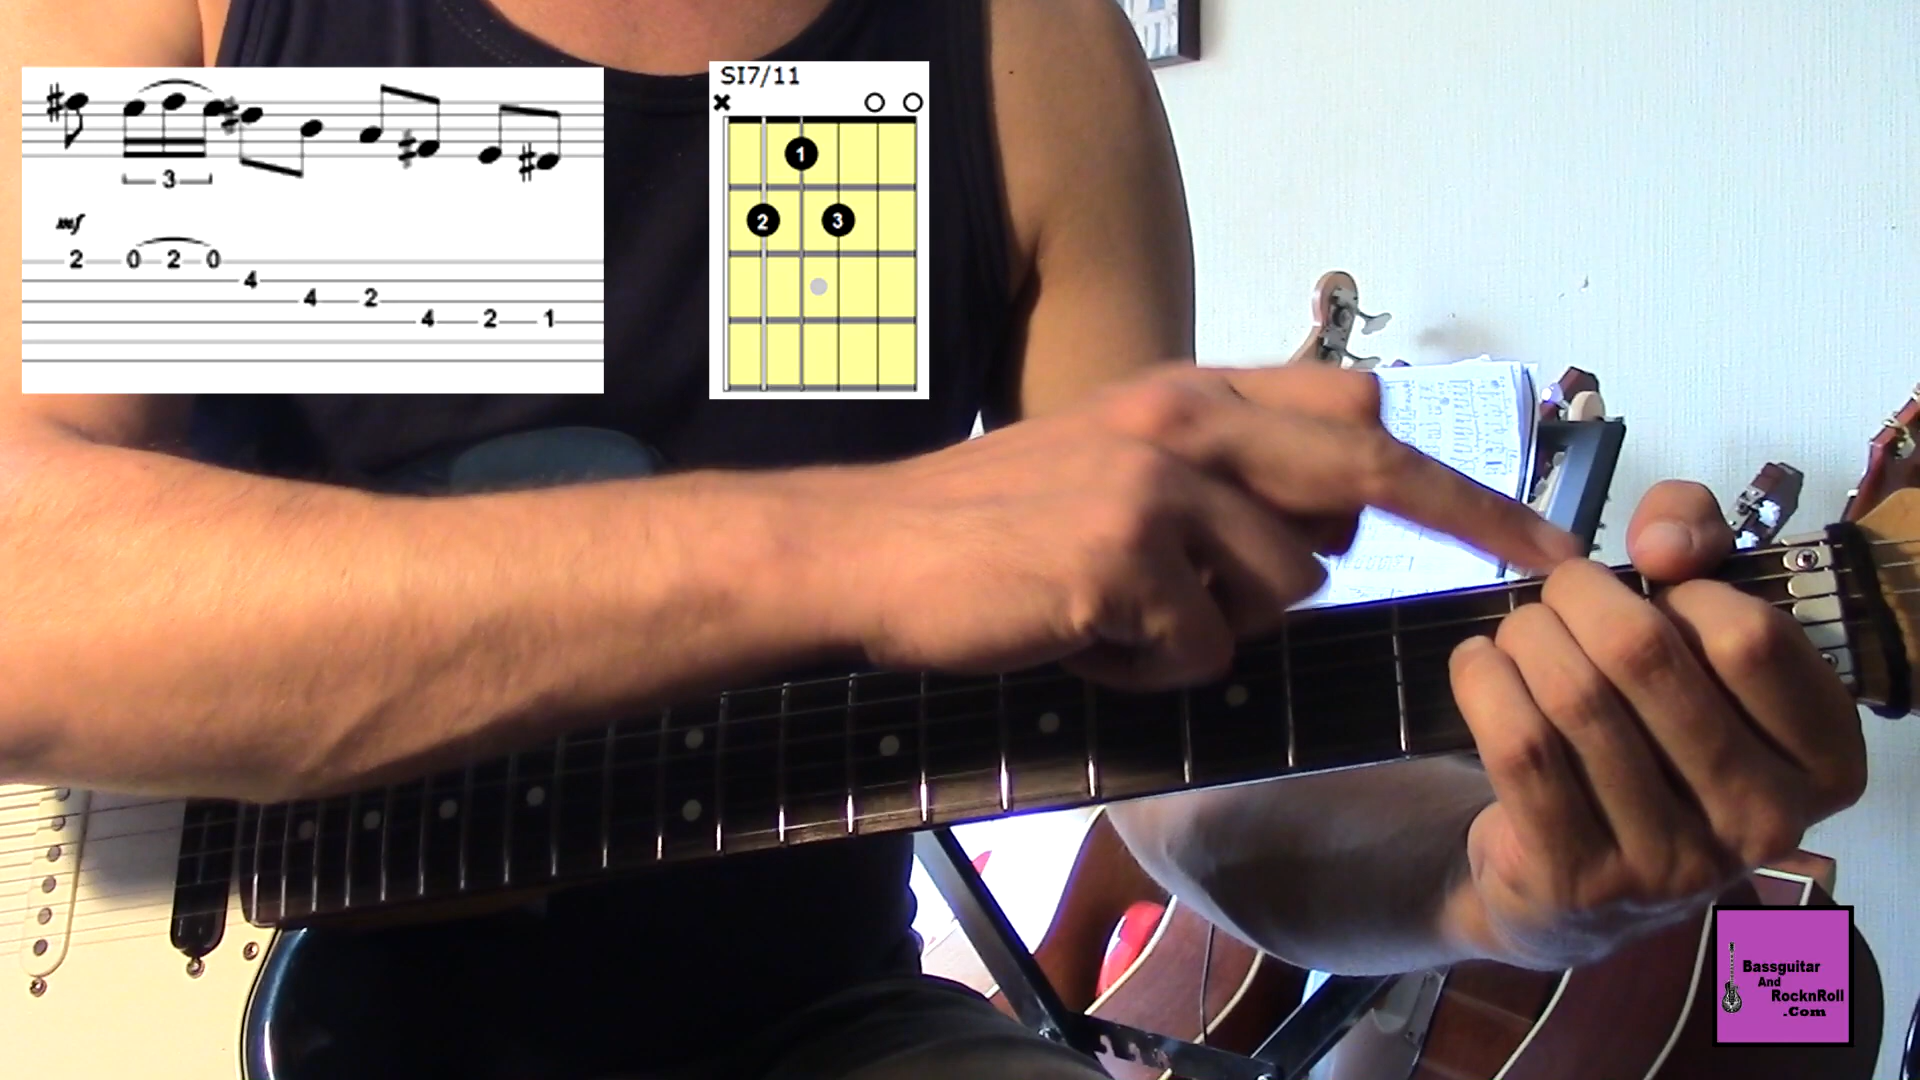 3
mf
2 0 2 0
4
4 2
4 2 1
SI7/11
1
2 3
Bassguitar
And
RocknRoll
.Com